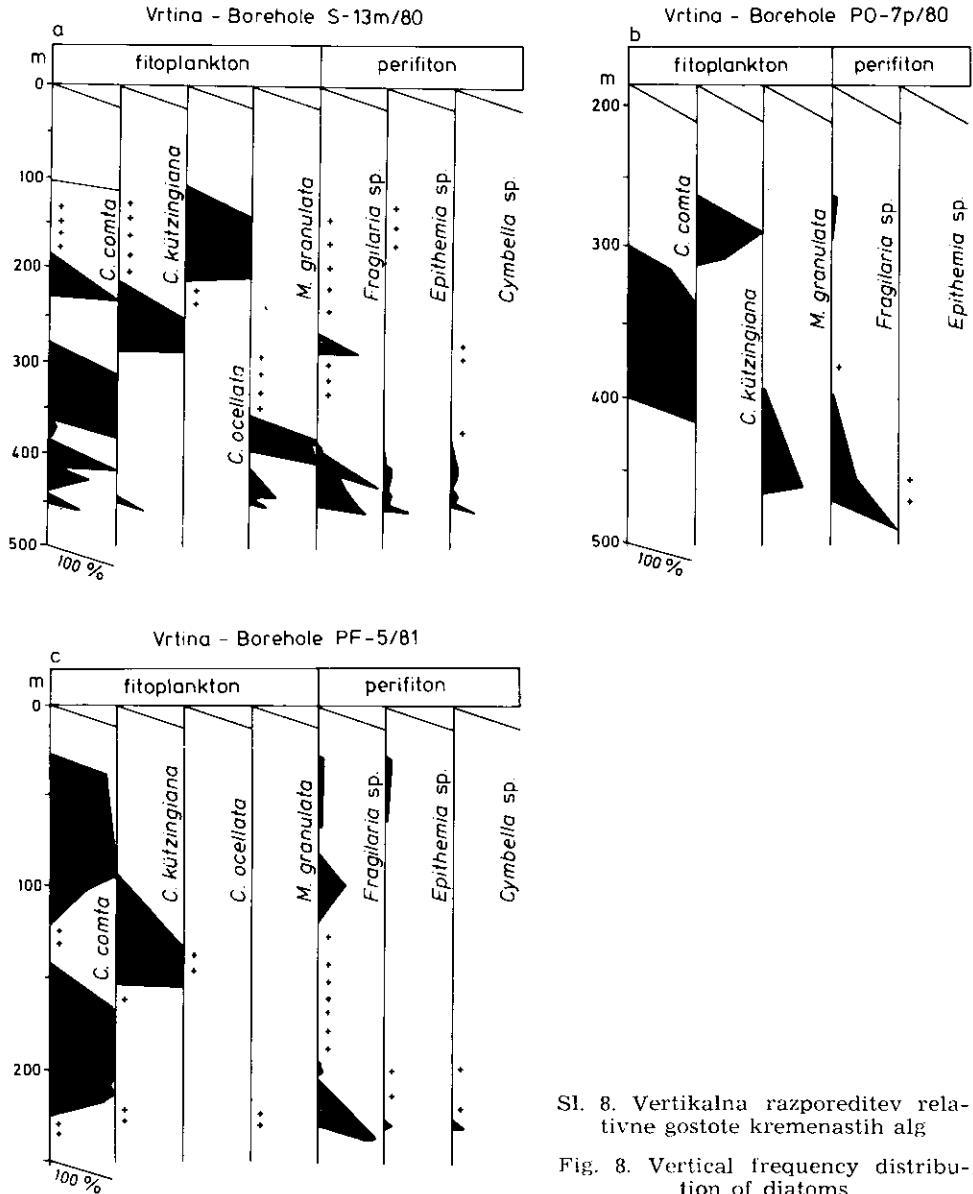 Vrtina - Borehole S-13m/80
a
m
fitoplankton
perifiton
0
100
200
300
400
500
100 %
C. comta
C. kützingiana
C. ocellata
M. granulata
Fragilaria sp.
Epithemia sp.
Cymbella sp.
Vrtina - Borehole PO-7p/80
b
m
fitoplankton
perifiton
200
300
400
500
100 %
C. comta
C. kützingiana
M. granulata
Fragilaria sp.
Epithemia sp.
Vrtina - Borehole PF-5/81
c
m
fitoplankton
perifiton
0
100
200
100 %
C. comta
C. kützingiana
C. ocellata
M. granulata
Fragilaria sp.
Epithemia sp.
Cymbella sp.
Sl. 8. Vertikalna razporeditev rela-
tivne gostote kremenastih alg
Fig. 8. Vertical frequency distribu-
tion of diatoms